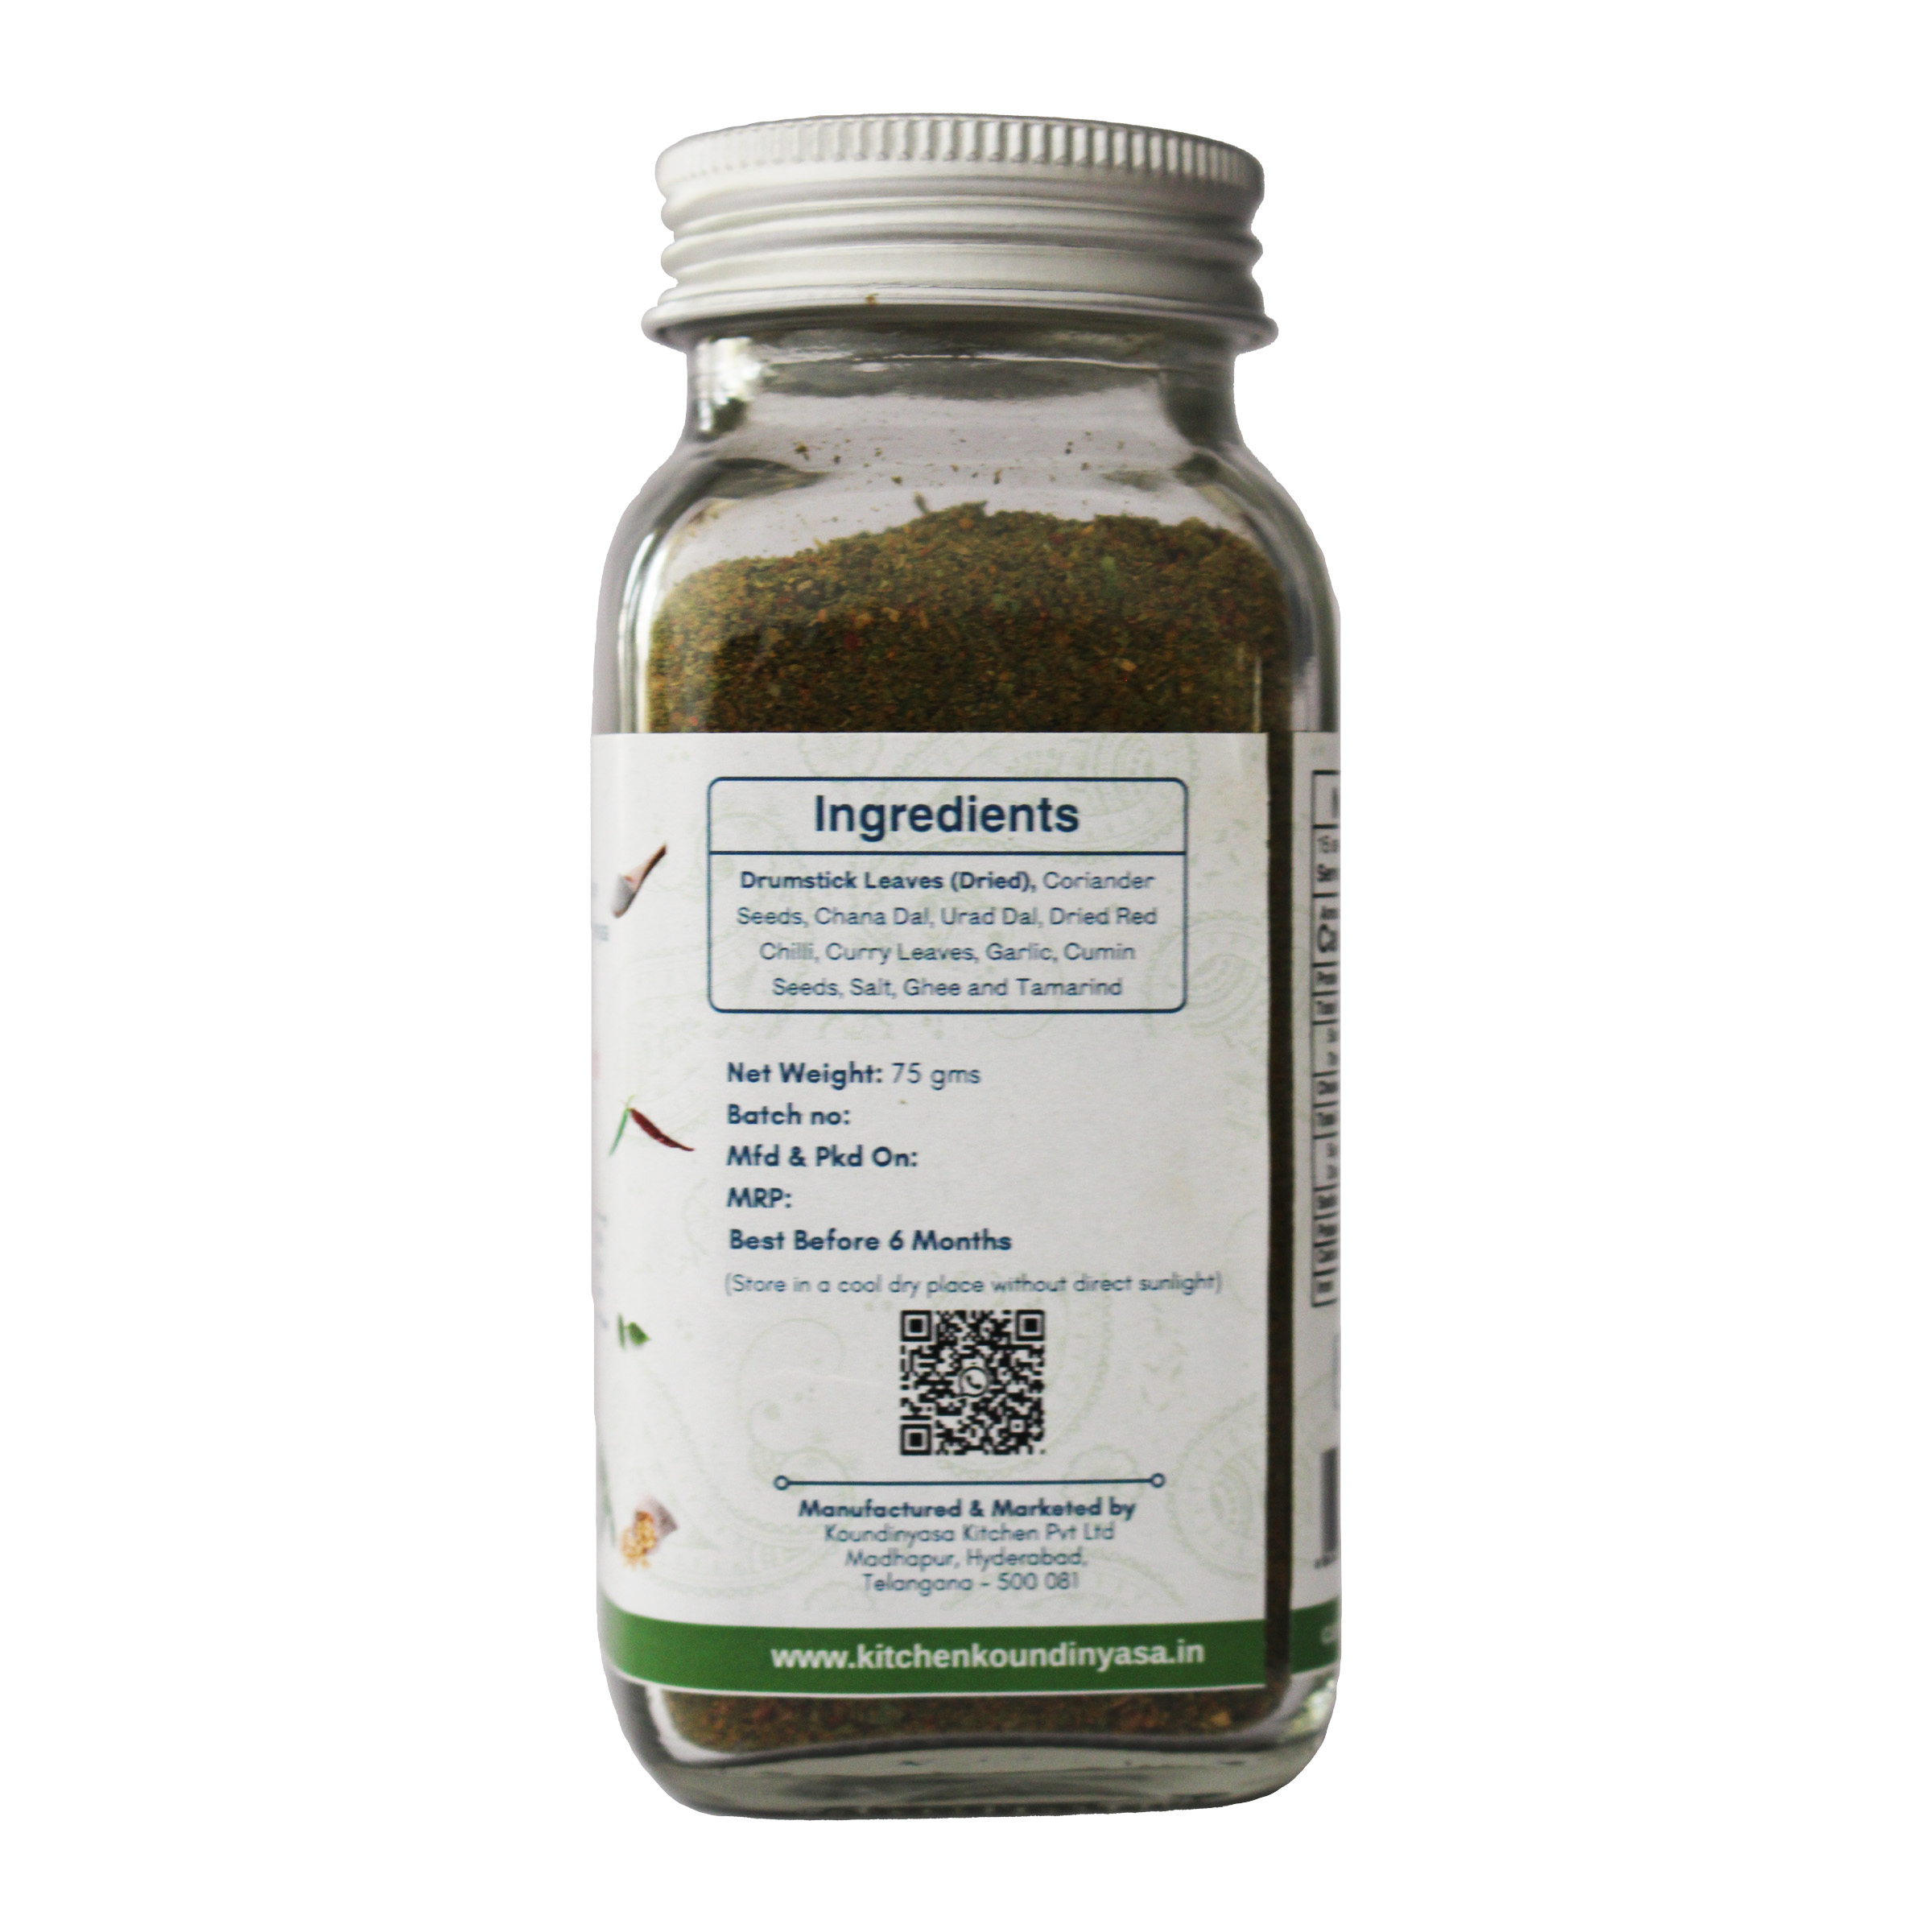 Ingredients
Drumstick Leaves (Dried), Coriander
Seeds, Chana Dal, Urad Dal, Dried Red
Chilli, Curry Leaves, Garlic, Cumin
Seeds, Salt, Ghee and Tamarind
Net Weight: 75 gms
Batch no:
Mfd & Pkd On:
MRP:
Best Before 6 Months
(Store in a cool dry place without direct sunlight)
Manufactured & Marketed by
Koundinyasa Kitchen Pvt Ltd
Madhapur, Hyderabad,
Telangana - 500 081
www.kitchenkoundinyasa.in